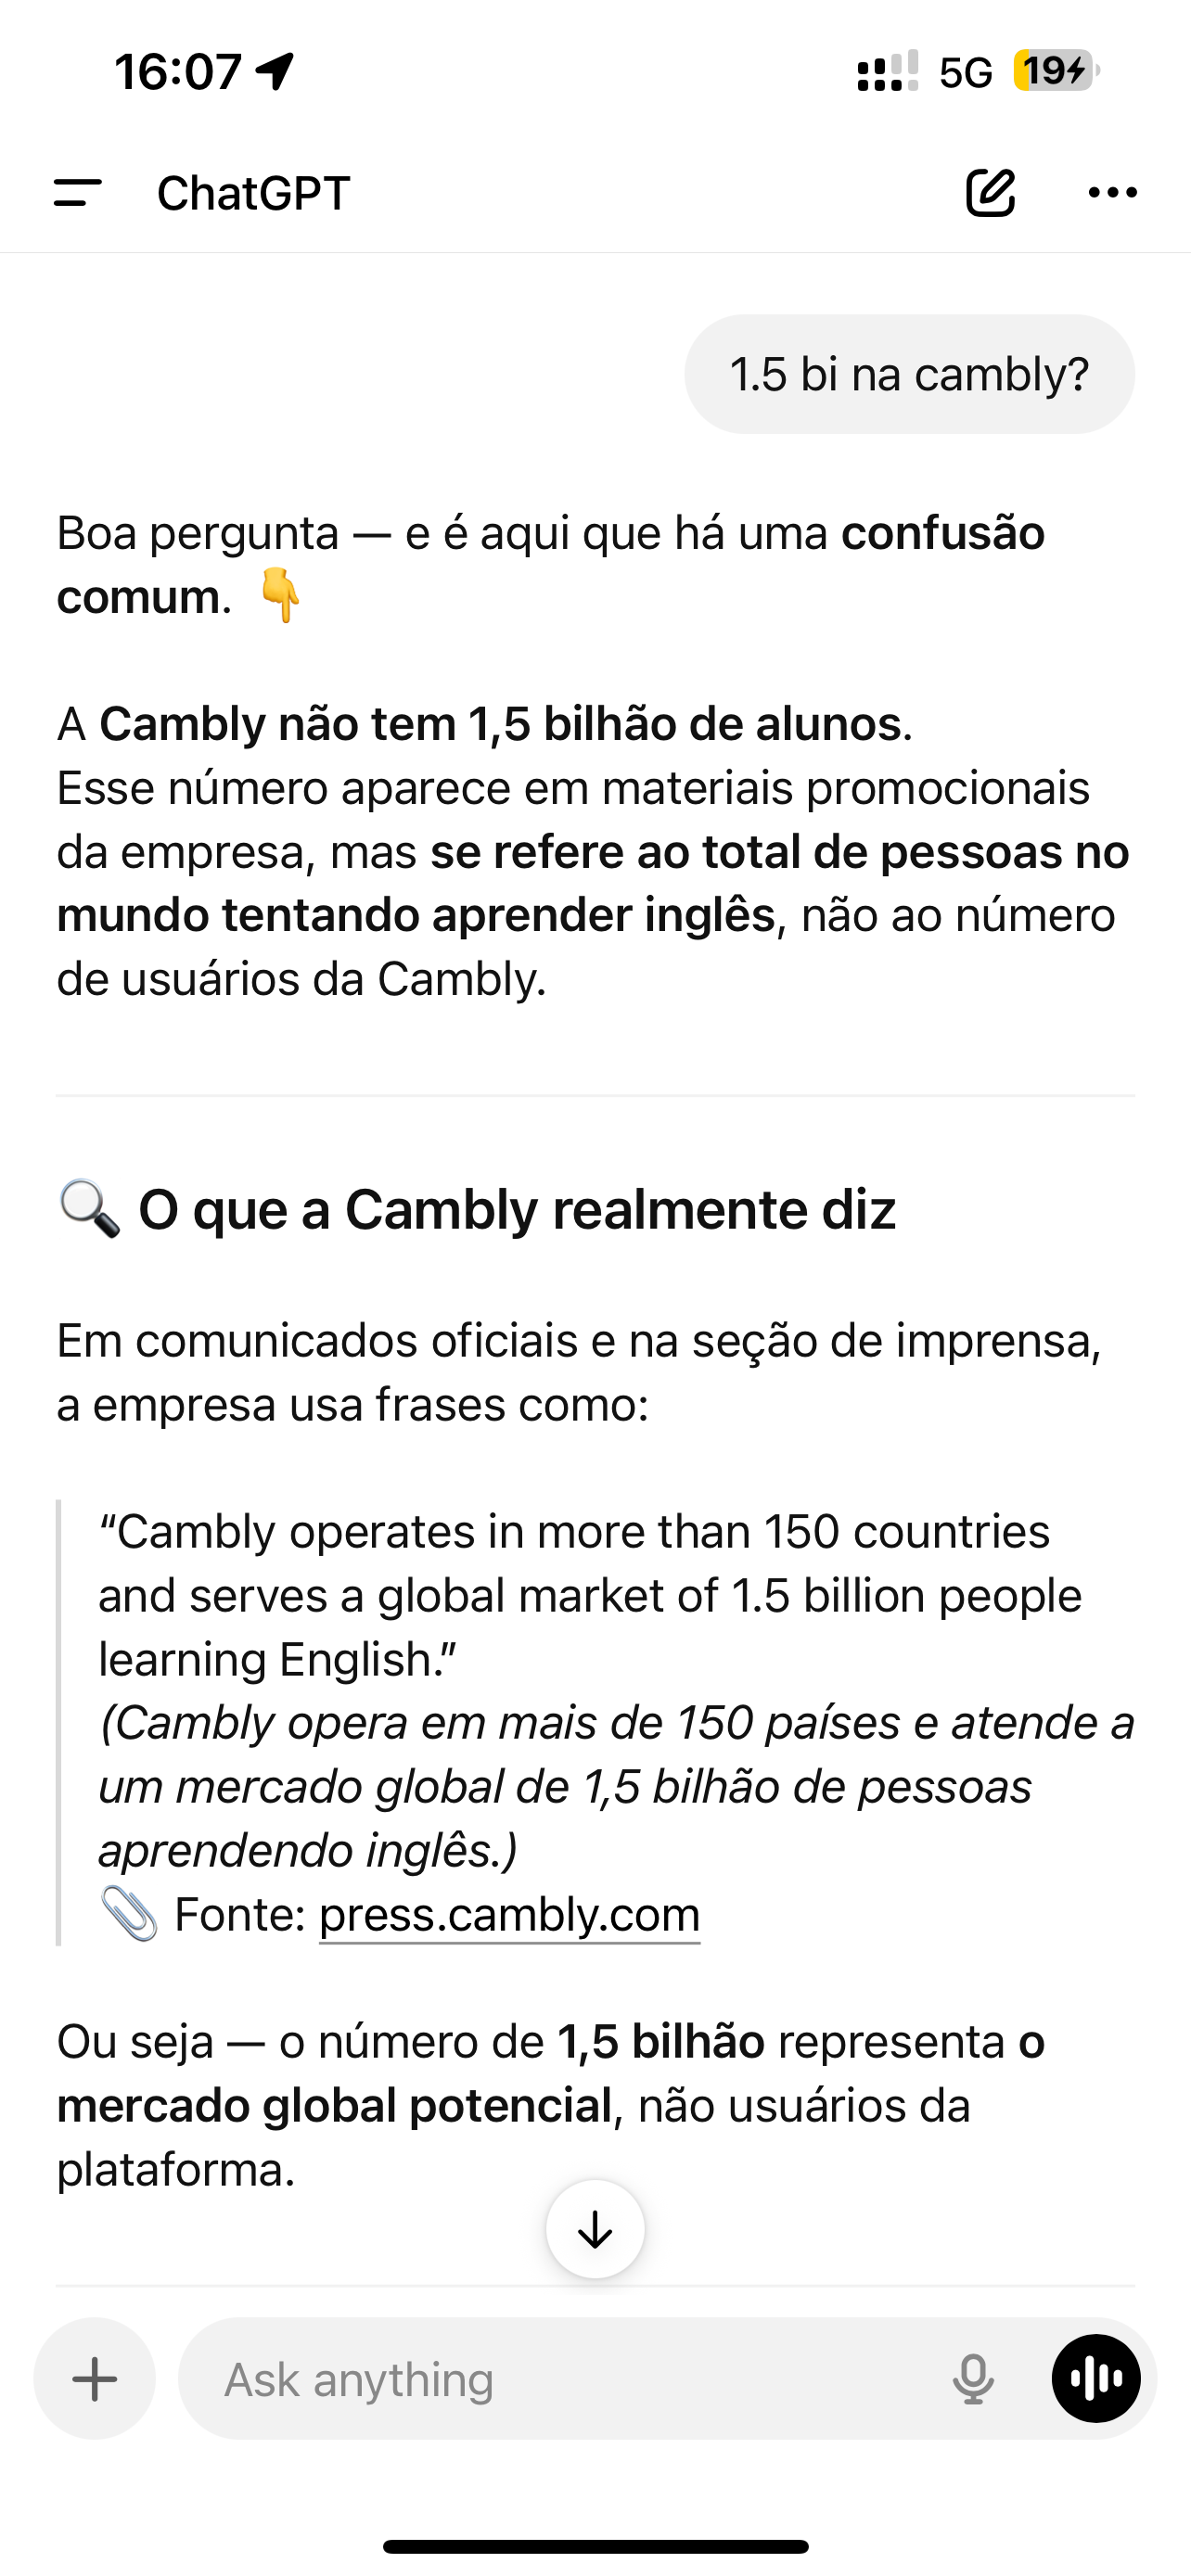 16:07
5G
19
ChatGPT
1.5 bi na cambly?
Boa pergunta — e é aqui que há uma confusão
comum. 👇
A Cambly não tem 1,5 bilhão de alunos.
Esse número aparece em materiais promocionais
da empresa, mas se refere ao total de pessoas no
mundo tentando aprender inglês, não ao número
de usuários da Cambly.
🔍 O que a Cambly realmente diz
Em comunicados oficiais e na seção de imprensa,
a empresa usa frases como:
“Cambly operates in more than 150 countries
and serves a global market of 1.5 billion people
learning English.”
(Cambly opera em mais de 150 países e atende a
um mercado global de 1,5 bilhão de pessoas
aprendendo inglês.)
📎 Fonte: press.cambly.com
Ou seja — o número de 1,5 bilhão representa o
mercado global potencial, não usuários da
plataforma.
Ask anything